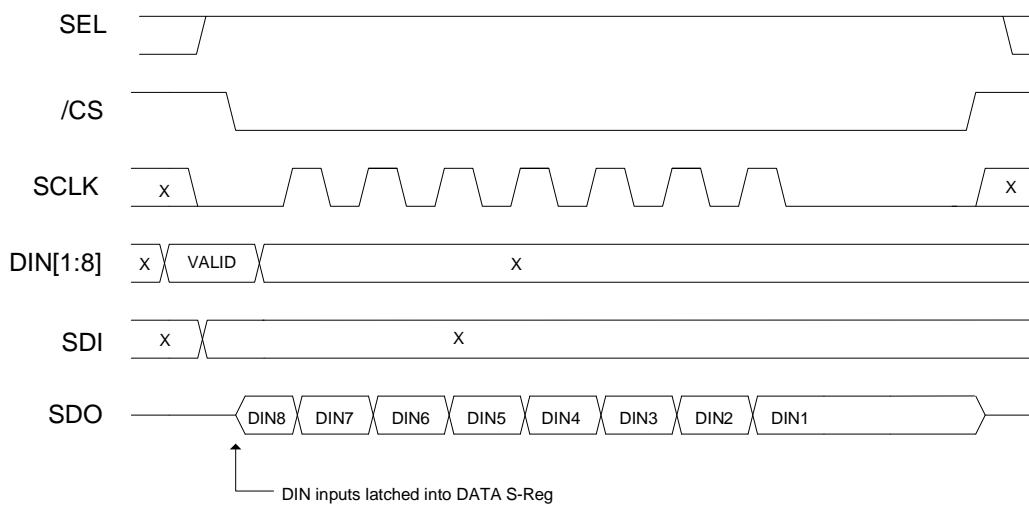 SEL
/CS
SCLK X X
DIN[1:8] X VALID X
SDI X X
SDO DIN8 DIN7 DIN6 DIN5 DIN4 DIN3 DIN2 DIN1
DIN inputs latched into DATA S-Reg